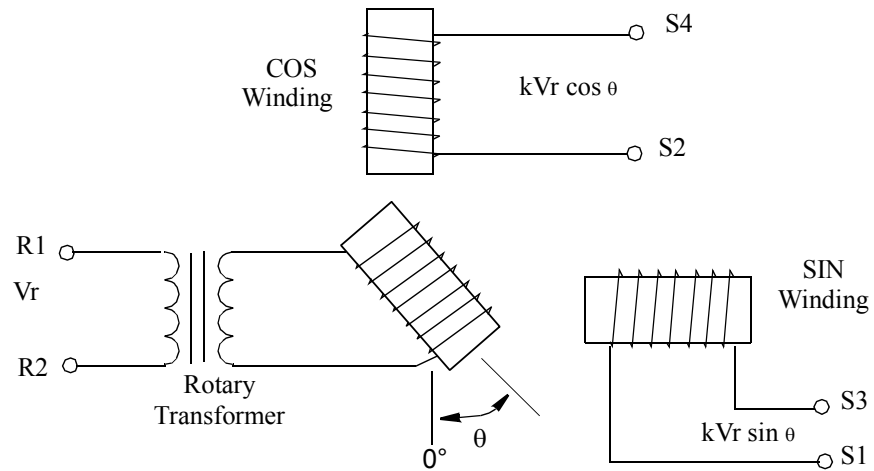 S4
COS
Winding
kVr cos θ
S2
R1
Vr
R2
Rotary
Transformer
SIN
Winding
S3
kVr sin θ
S1
θ
0°